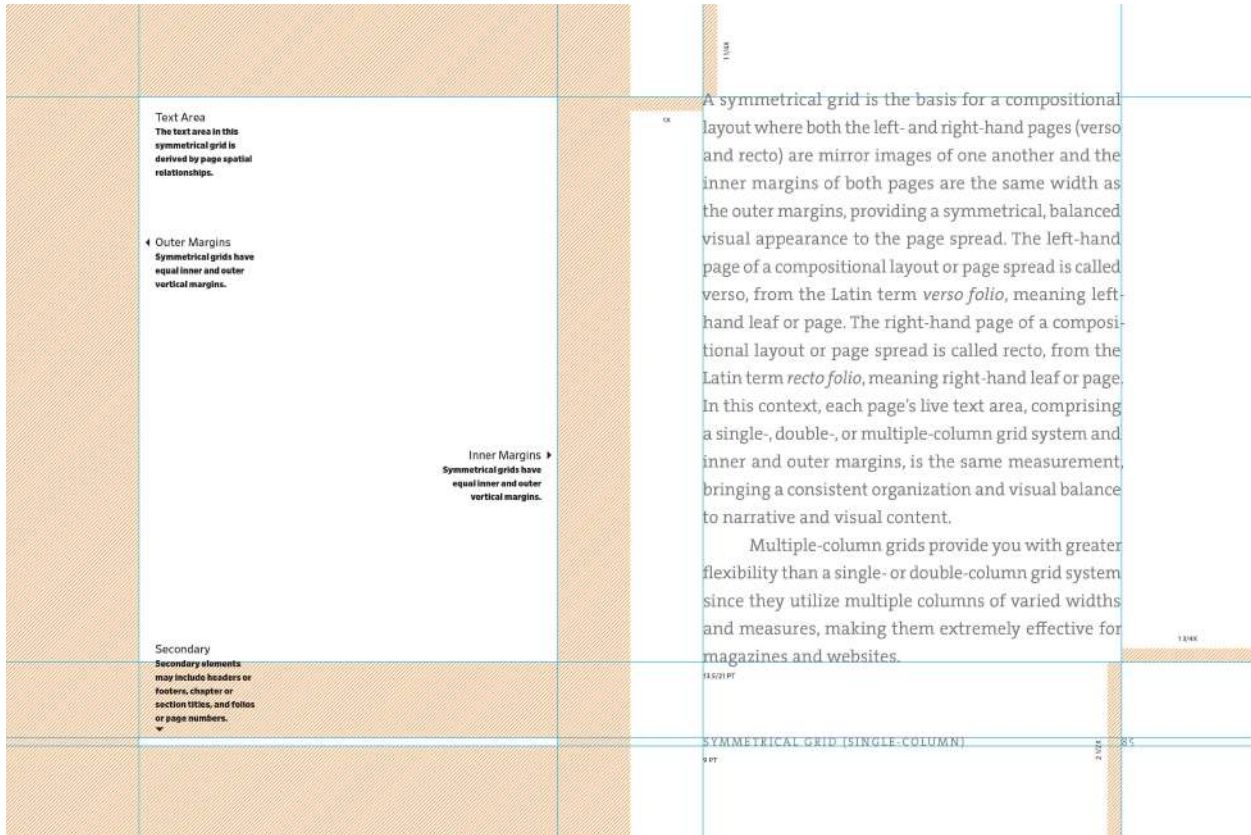 Text Area
The text area in this
symmetrical grid is
derived by page spatial
relationships.
Outer Margins
Symmetrical grids have
equal inner and outer
vertical margins.
Inner Margins
Symmetrical grids have
equal inner and outer
vertical margins.
Secondary
Secondary elements
may include headers or
footers, chapter or
section titles, and folios
or page numbers.
1 1/4X
1X
A symmetrical grid is the basis for a compositional
layout where both the left- and right-hand pages (verso
and recto) are mirror images of one another and the
inner margins of both pages are the same width as
the outer margins, providing a symmetrical, balanced
visual appearance to the page spread. The left-hand
page of a compositional layout or page spread is called
verso, from the Latin term verso folio, meaning left-
hand leaf or page. The right-hand page of a composi-
tional layout or page spread is called recto, from the
Latin term recto folio, meaning right-hand leaf or page.
In this context, each page's live text area, comprising
a single-, double-, or multiple-column grid system and
inner and outer margins, is the same measurement,
bringing a consistent organization and visual balance
to narrative and visual content.
Multiple-column grids provide you with greater
flexibility than a single- or double-column grid system
since they utilize multiple columns of varied widths
and measures, making them extremely effective for
magazines and websites.
13.5/21 PT
1 3/4X
SYMMETRICAL GRID (SINGLE-COLUMN)
2 1/2X
85
9 PT